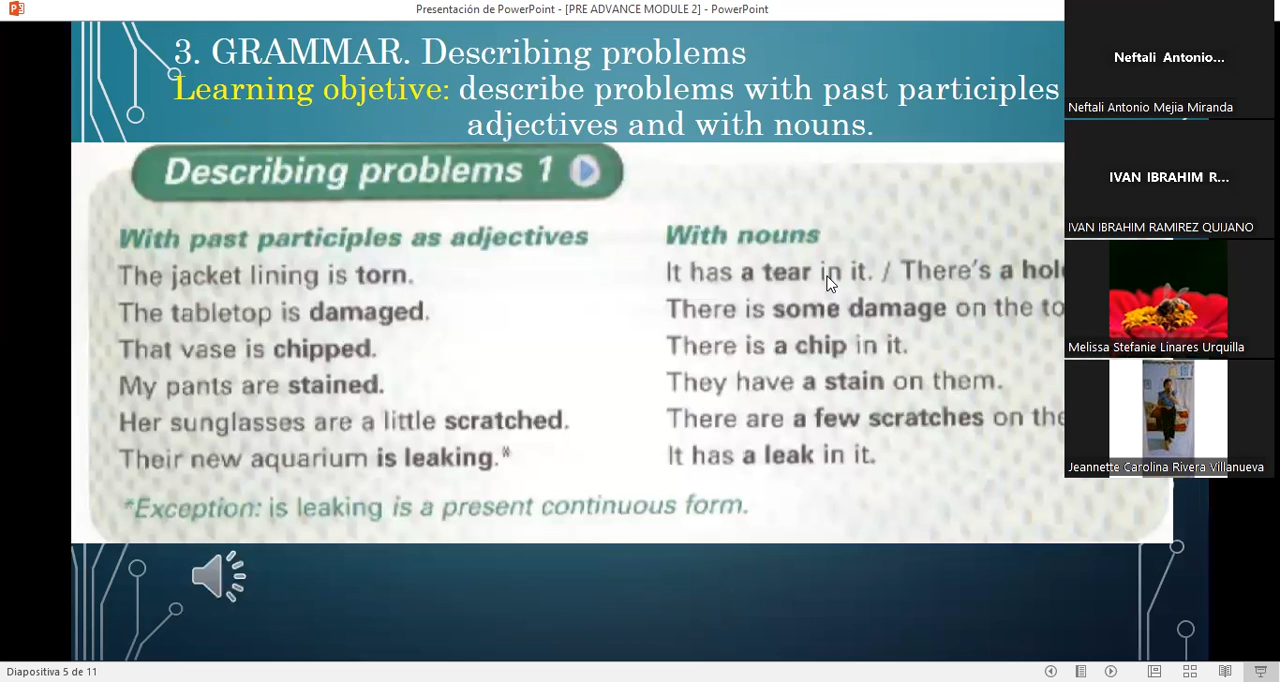 Presentación de PowerPoint - [PRE ADVANCE MODULE 2] - PowerPoint
3. GRAMMAR. Describing problems
Learning objetive: describe problems with past participles
adjectives and with nouns.
Describing problems 1
With past participles as adjectives
The jacket lining is torn.
The tabletop is damaged.
That vase is chipped.
My pants are stained.
Her sunglasses are a little scratched.
Their new aquarium is leaking.*
*Exception: is leaking is a present continuous form.
With nouns
It has a tear in it. / There's a
There is some damage on the
There is a chip in it.
They have a stain on them.
There are a few scratches on
It has a leak in it.
Neftali Antonio...
Neftali Antonio Mejia Miranda
IVAN IBRAHIM R...
IVAN IBRAHIM RAMIREZ QUIJANO
Melissa Stefanie Linares Urquilla
Jeannette Carolina Rivera Villanueva
Diapositiva 5 de 11